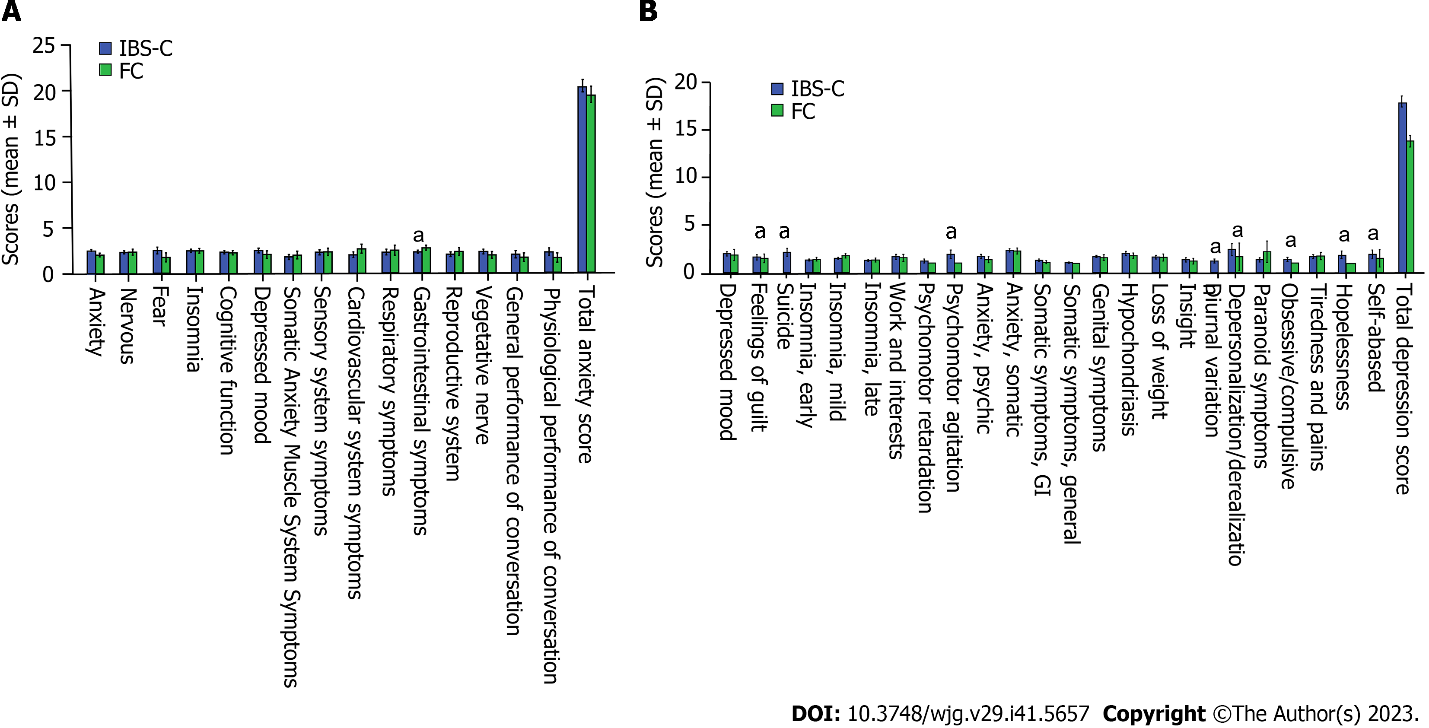 A
Scores (mean ± SD)
25
20
15
10
5
0
IBS-C
FC
a
Anxiety
Nervous
Fear
Insomnia
Cognitive function
Depressed mood
Somatic Anxiety Muscle System Symptoms
Sensory system symptoms
Cardiovascular system symptoms
Respiratory symptoms
Gastrointestinal symptoms
Reproductive system
Vegetative nerve
General performance of conversation
Physiological performance of conversation
Total anxiety score
B
Scores (mean ± SD)
20
15
10
5
0
IBS-C
FC
a
a
a
a
a
a
a
a
Depressed mood
Feelings of guilt
Suicide
Insomnia, early
Insomnia, mild
Insomnia, late
Work and interests
Psychomotor retardation
Psychomotor agitation
Anxiety, psychic
Anxiety, somatic
Somatic symptoms, GI
Somatic symptoms, general
Genital symptoms
Hypochondriasis
Loss of weight
Insight
Diurnal variation
Depersonalization/derealizatio
Paranoid symptoms
Obsessive/compulsive
Tiredness and pains
Hopelessness
Self-abased
Total depression score
DOI: 10.3748/wjg.v29.i41.5657 Copyright ©The Author(s) 2023.